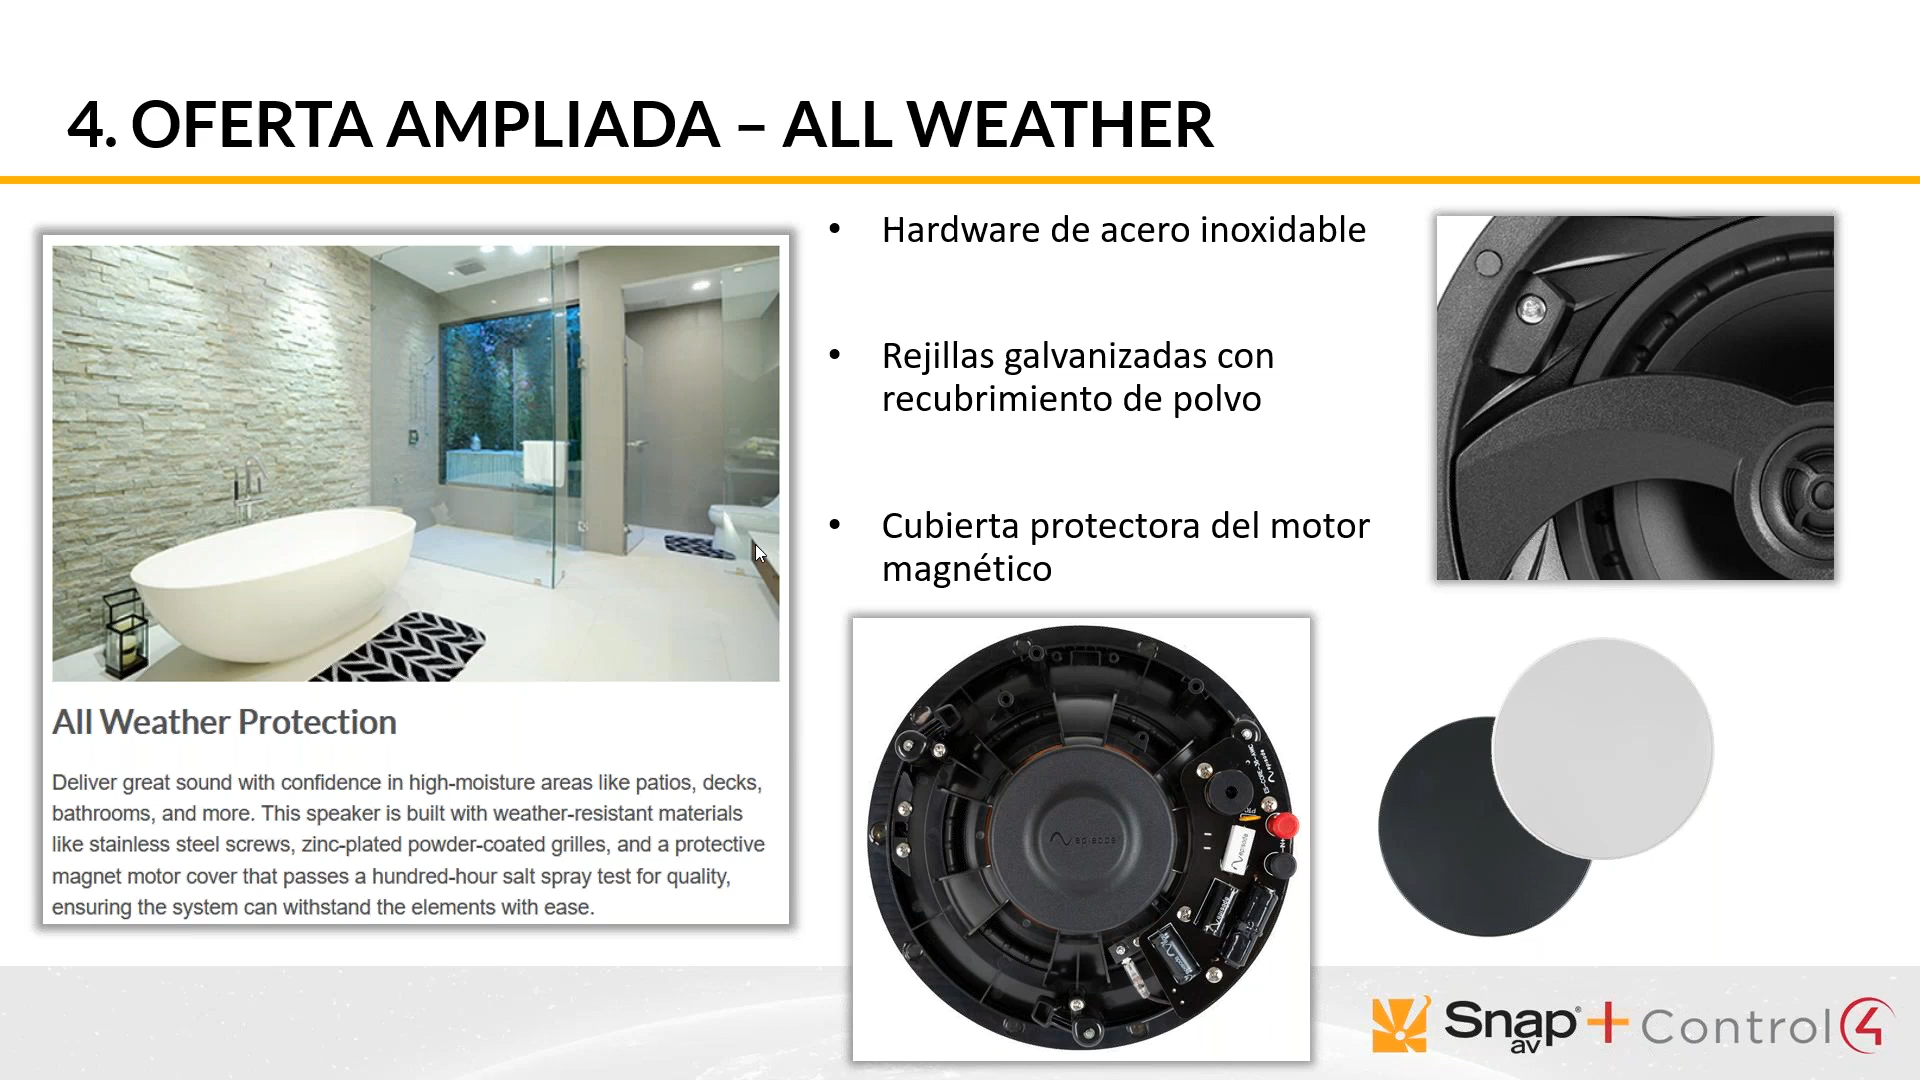 4. OFERTA AMPLIADA – ALL WEATHER
All Weather Protection
Deliver great sound with confidence in high-moisture areas like patios, decks,
bathrooms, and more. This speaker is built with weather-resistant materials
like stainless steel screws, zinc-plated powder-coated grilles, and a protective
magnet motor cover that passes a hundred-hour salt spray test for quality,
ensuring the system can withstand the elements with ease.
• Hardware de acero inoxidable
• Rejillas galvanizadas con
recubrimiento de polvo
• Cubierta protectora del motor
magnético
episode
Snap
av
+ Control 4